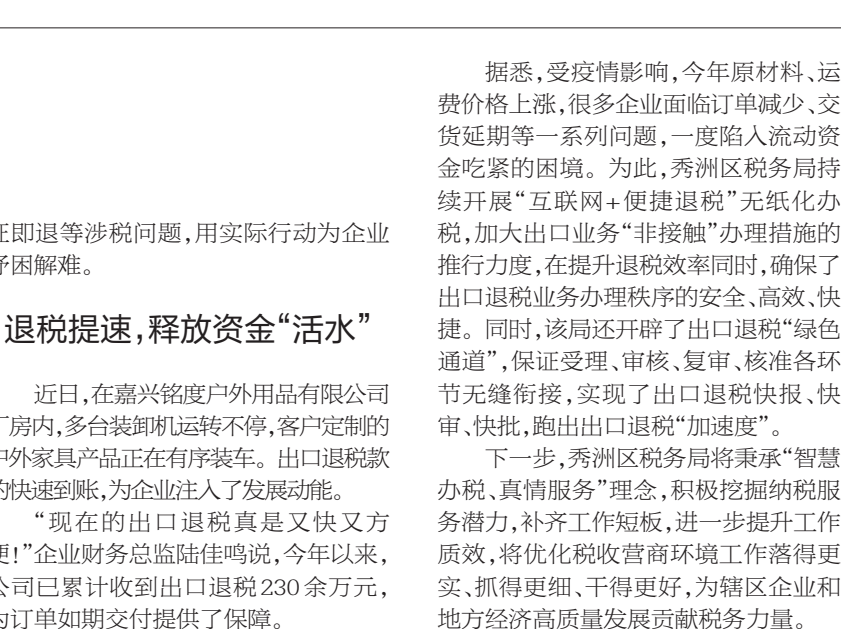 证即退等涉税问题,用实际行动为企业
纾困解难。
退税提速,释放资金“活水”
近日,在嘉兴铭度户外用品有限公司
厂房内,多台装卸机运转不停,客户定制的
户外家具产品正在有序装车。出口退税款
的快速到账,为企业注入了发展动能。
“现在的出口退税真是又快又方
便!”企业财务总监陆佳鸣说,今年以来,
公司已累计收到出口退税230余万元,
为订单如期交付提供了保障。
据悉,受疫情影响,今年原材料、运
费价格上涨,很多企业面临订单减少、交
货延期等一系列问题,一度陷入流动资
金吃紧的困境。为此,秀洲区税务局持
续开展“互联网+便捷退税”无纸化办
税,加大出口业务“非接触”办理措施的
推行力度,在提升退税效率同时,确保了
出口退税业务办理秩序的安全、高效、快
捷。同时,该局还开辟了出口退税“绿色
通道”,保证受理、审核、复审、核准各环
节无缝衔接,实现了出口退税快报、快
审、快批,跑出出口退税“加速度”。
下一步,秀洲区税务局将秉承“智慧
办税、真情服务”理念,积极挖掘纳税服
务潜力,补齐工作短板,进一步提升工作
质效,将优化税收营商环境工作落得更
实、抓得更细、干得更好,为辖区企业和
地方经济高质量发展贡献税务力量。